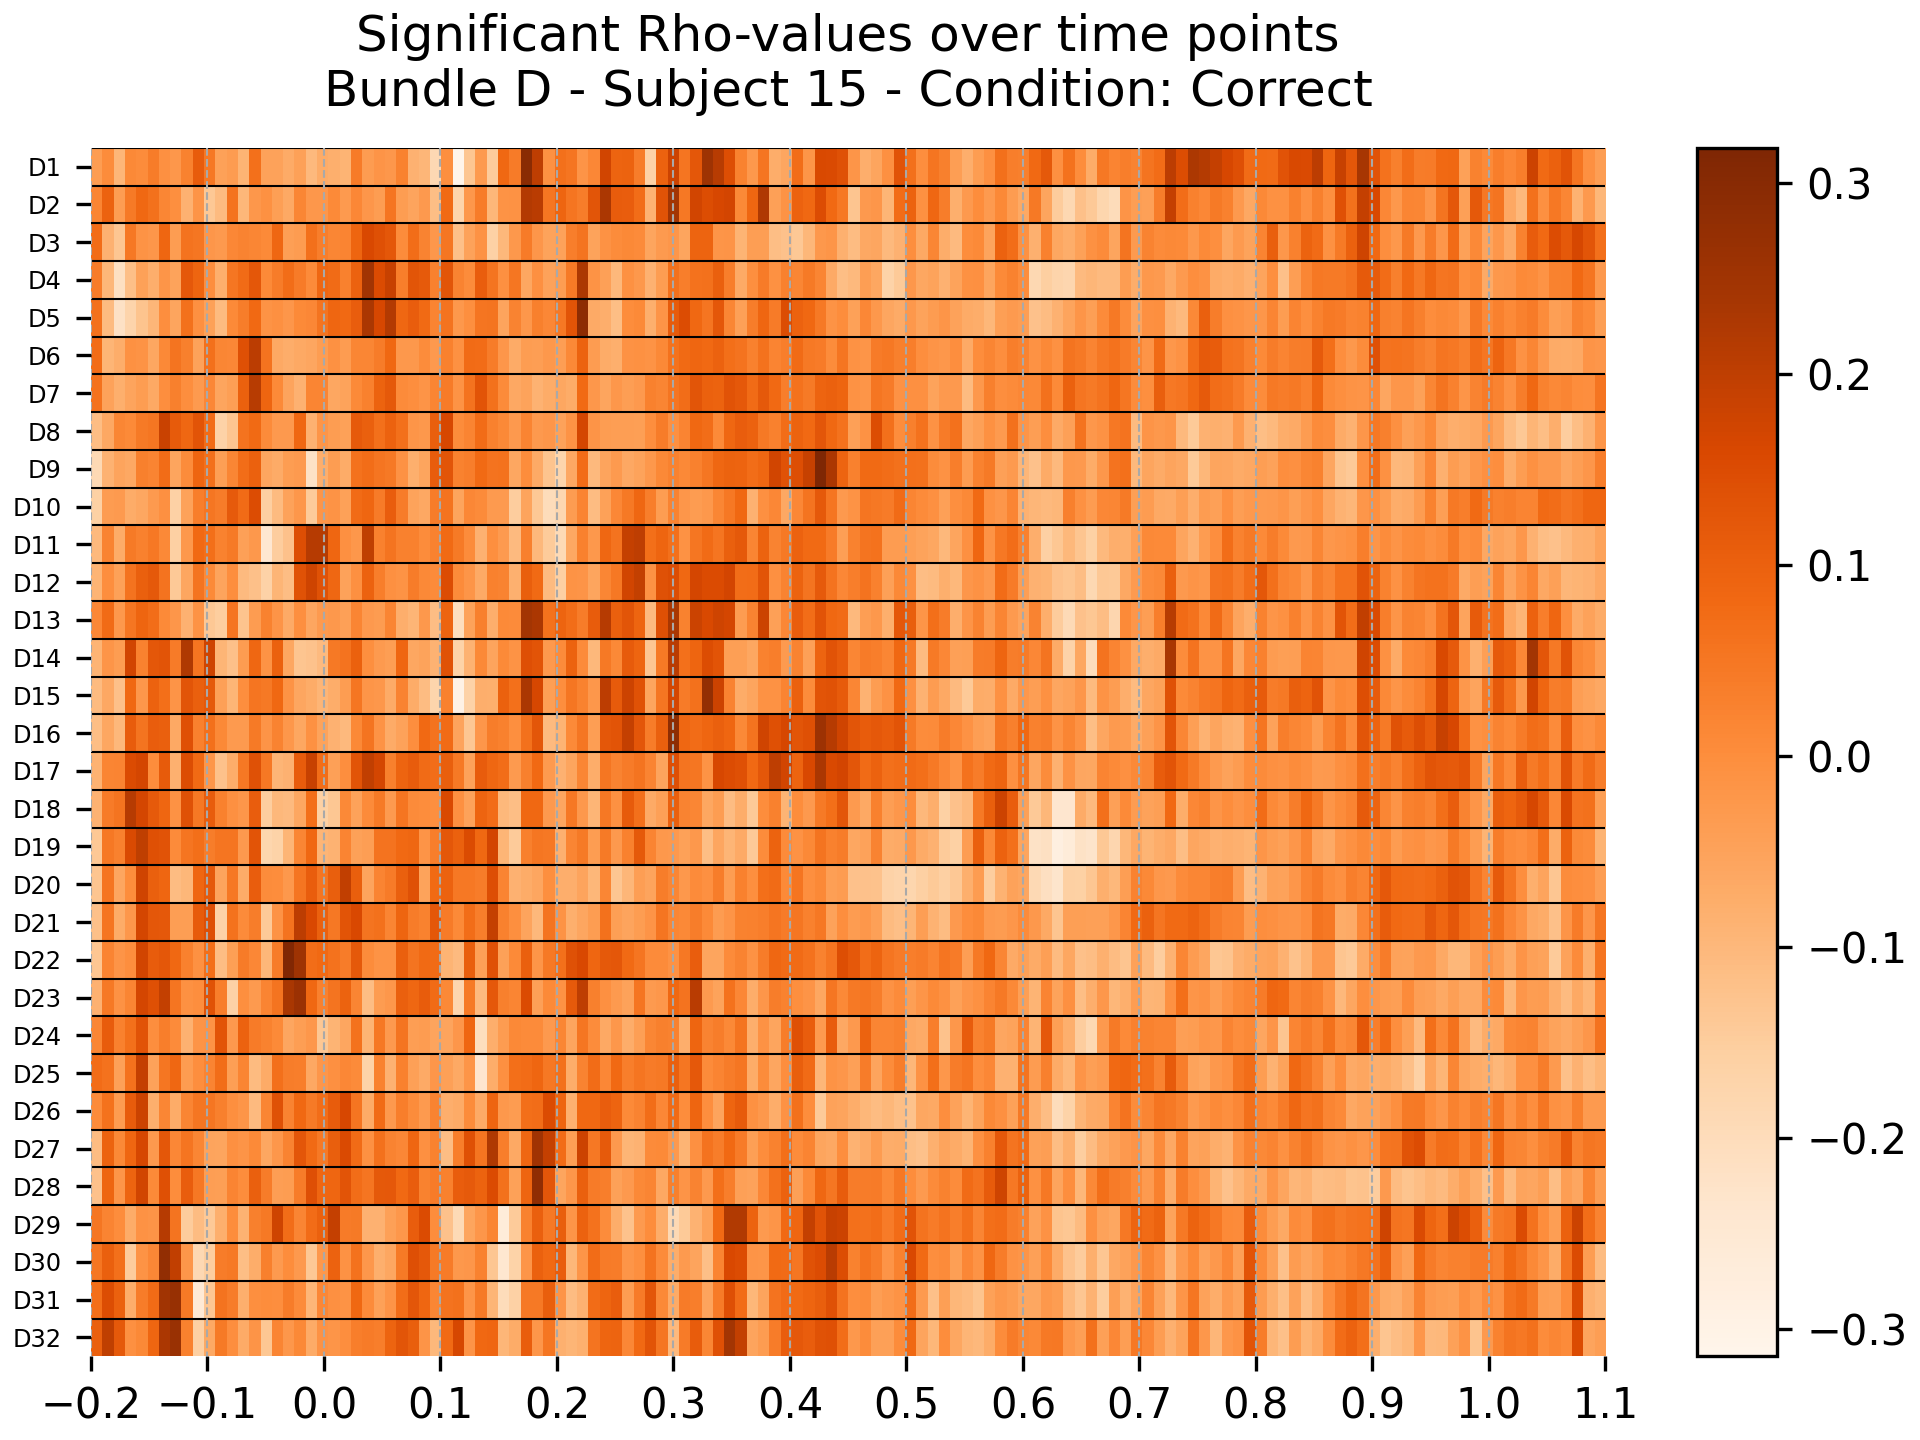 Significant Rho-values over time points
Bundle D - Subject 15 - Condition: Correct
D1
D2
D3
D4
D5
D6
D7
D8
D9
D10
D11
D12
D13
D14
D15
D16
D17
D18
D19
D20
D21
D22
D23
D24
D25
D26
D27
D28
D29
D30
D31
D32
−0.2 −0.1 0.0 0.1 0.2 0.3 0.4 0.5 0.6 0.7 0.8 0.9 1.0 1.1
0.3
0.2
0.1
0.0
−0.1
−0.2
−0.3